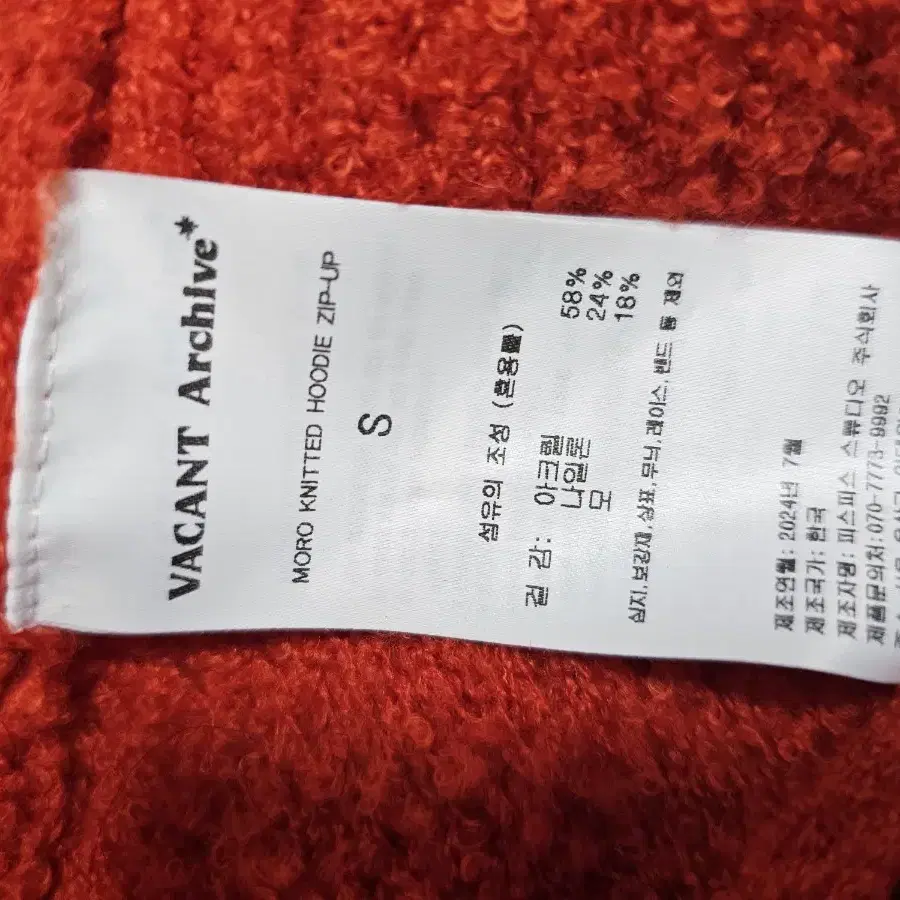 VACANT Archive*
MORO KNITTED HOODIE ZIP-UP
S
섬유의 조성 (혼용률)
겉 감: 아크릴 58%
나일론 24%
모 18%
심지,보강재,상표,무늬,레이스,밴드 등 제외
제조연월: 2024년 7월
제조국가: 한국
제조자명: 피스피스 스튜디오 주식회사
제품문의처: 070-7773-9992